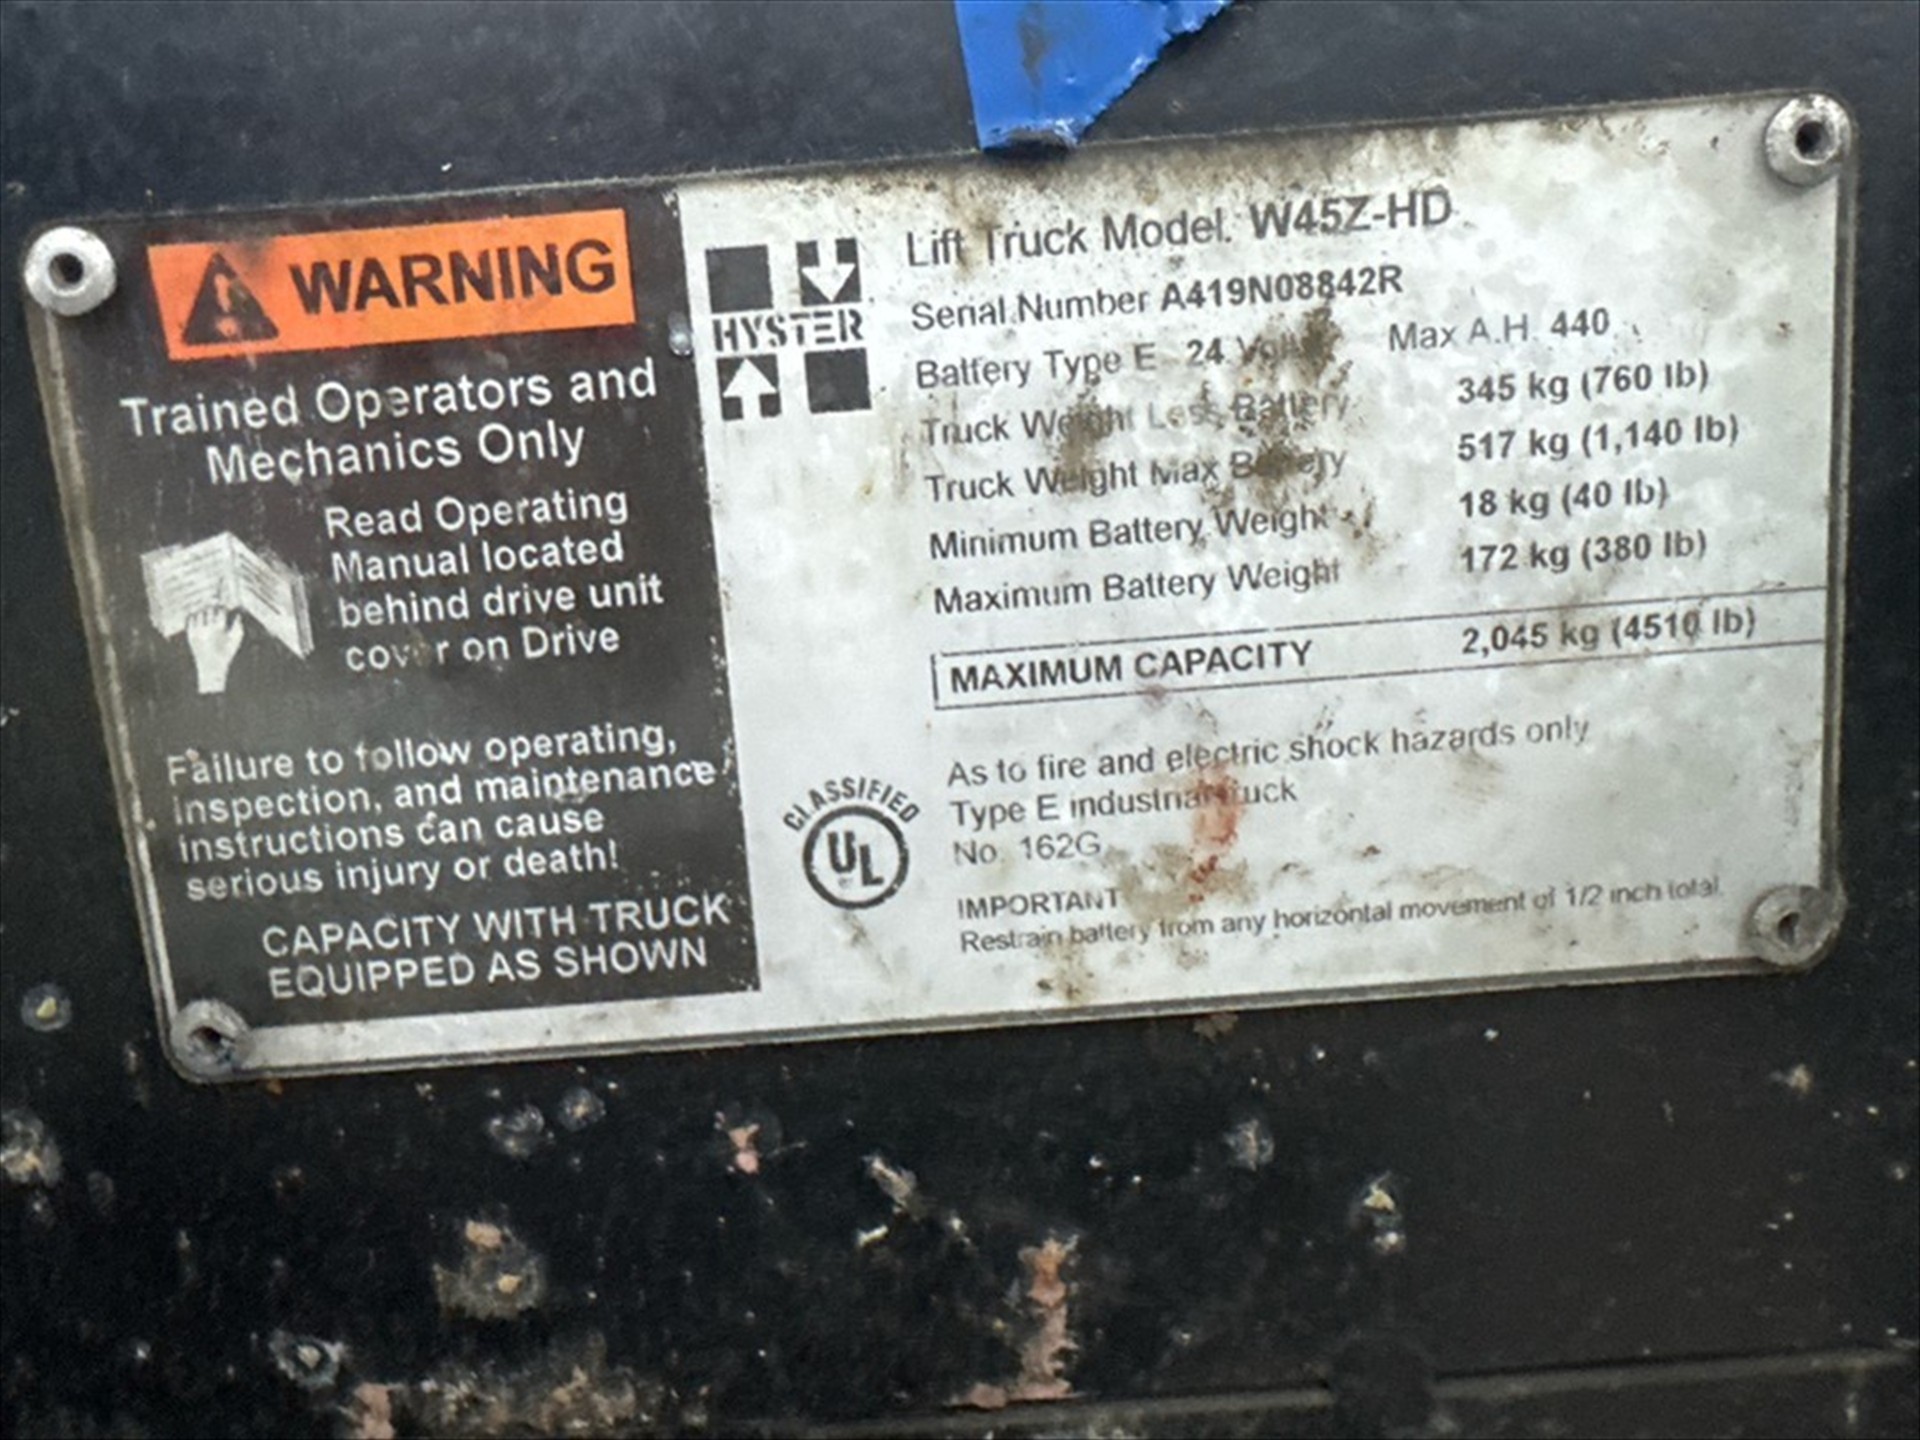 WARNING
Trained Operators and
Mechanics Only
Read Operating
Manual located
behind drive unit
cover on Drive
Failure to follow operating,
inspection, and maintenance
instructions can cause
serious injury or death!
CAPACITY WITH TRUCK
EQUIPPED AS SHOWN
HYSTER
Lift Truck Model: W45Z-HD
Serial Number A419N08842R
Battery Type E 24 Volts Max A.H. 440
Truck Weight Less Battery 345 kg (760 lb)
Truck Weight Max Battery 517 kg (1,140 lb)
Minimum Battery Weight 18 kg (40 lb)
Maximum Battery Weight 172 kg (380 lb)
MAXIMUM CAPACITY 2,045 kg (4510 lb)
CLASSIFIED
UL
As to fire and electric shock hazards only
Type E industrial truck
No. 162G
IMPORTANT
Restrain battery from any horizontal movement of 1/2 inch total